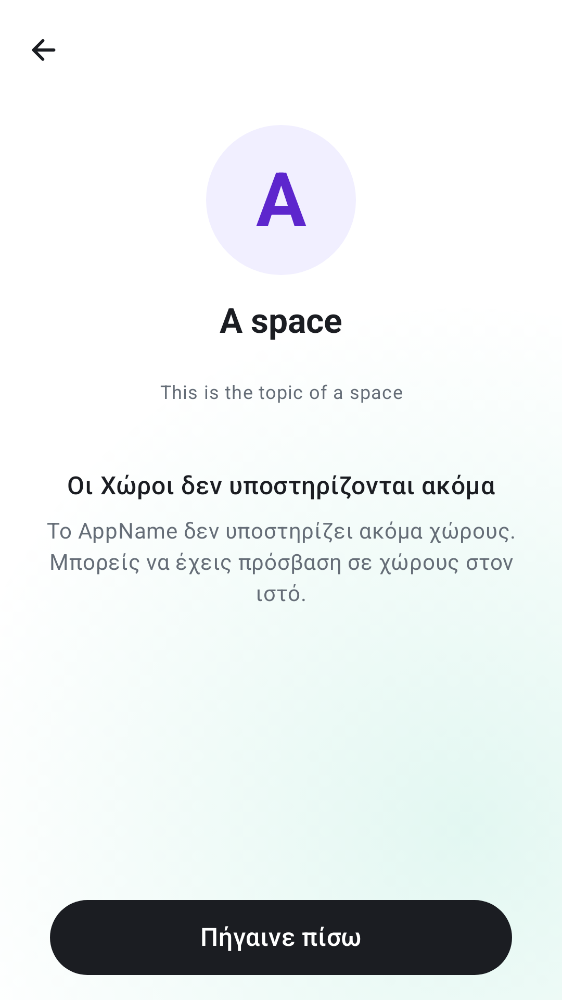 A
A space
This is the topic of a space
Οι Χώροι δεν υποστηρίζονται ακόμα
Το AppName δεν υποστηρίζει ακόμα χώρους.
Μπορείς να έχεις πρόσβαση σε χώρους στον
ιστό.
Πήγαινε πίσω